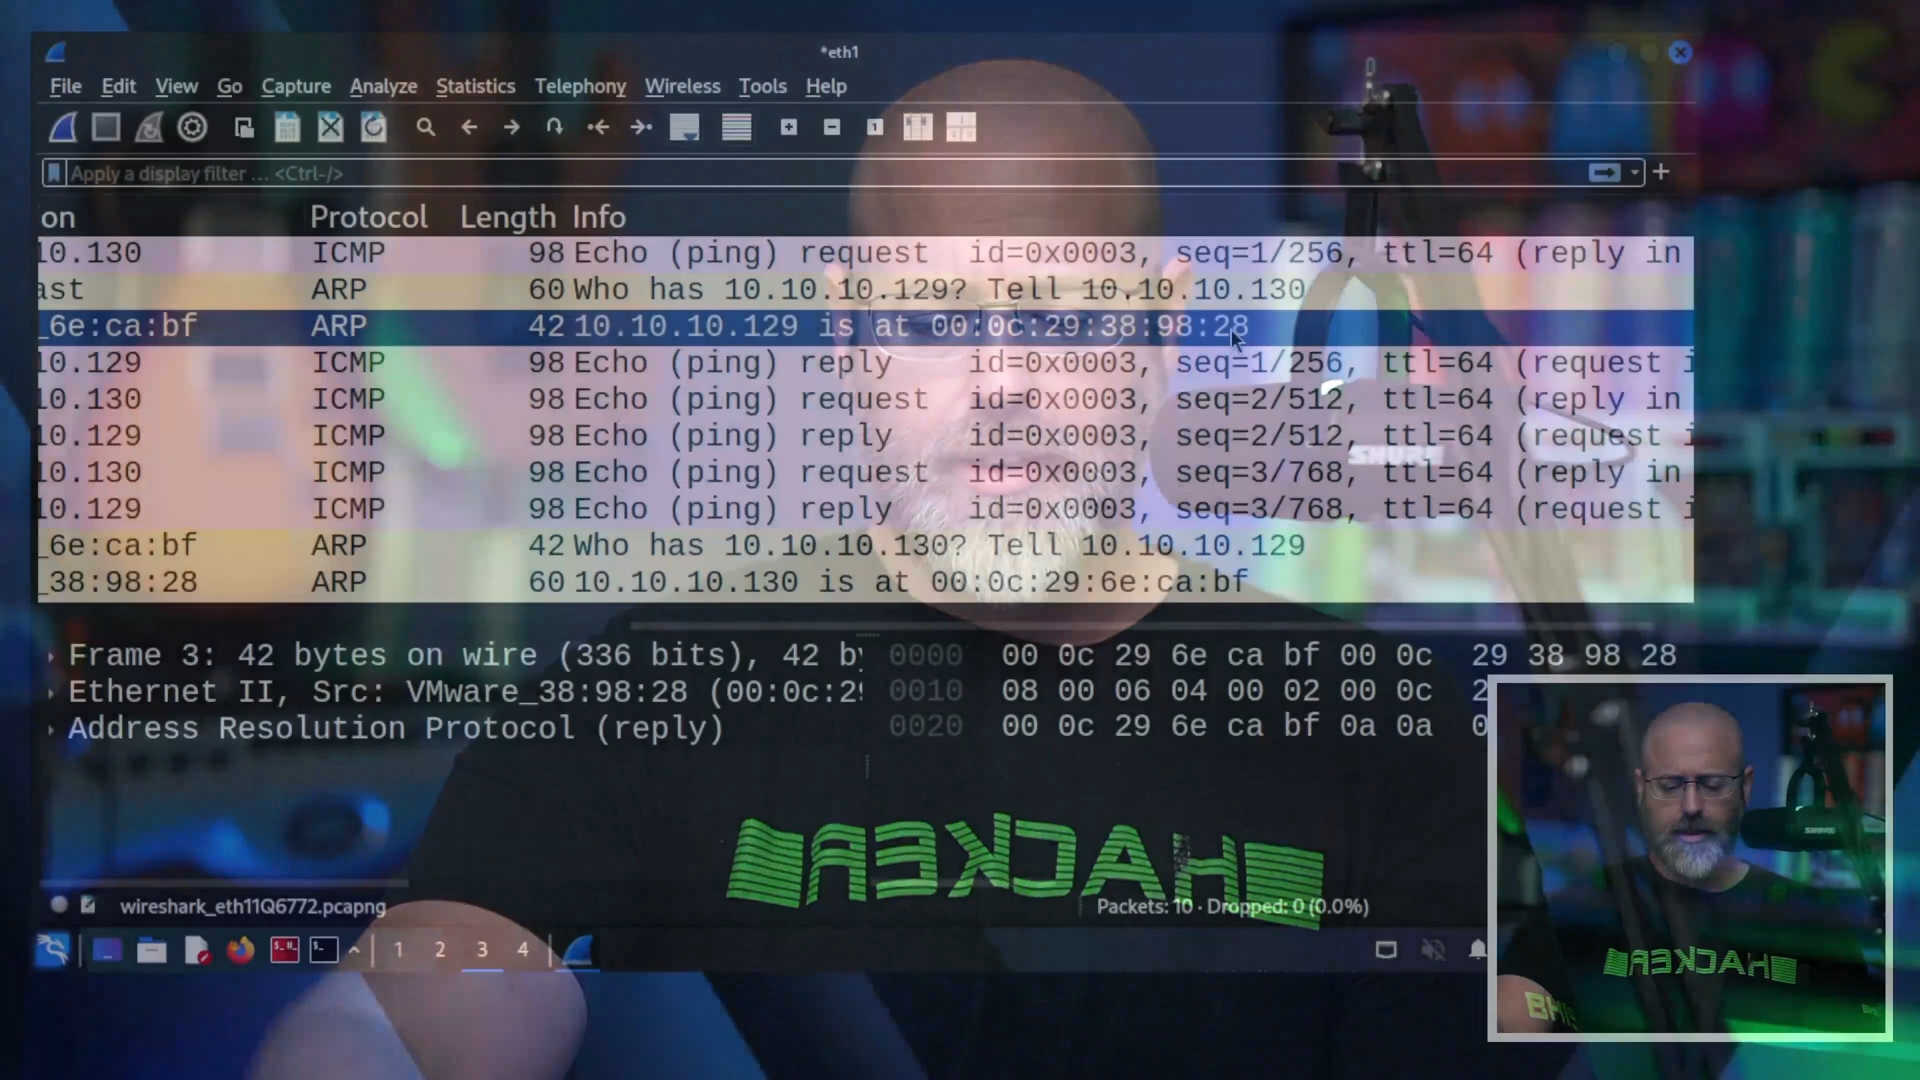 *eth1
File Edit View Go Capture Analyze Statistics Telephony Wireless Tools Help
Apply a display filter ... <Ctrl-/>
on Protocol Length Info
10.130 ICMP 98 Echo (ping) request id=0x0003, seq=1/256, ttl=64 (reply in
ast ARP 60 Who has 10.10.10.129? Tell 10.10.10.130
_6e:ca:bf ARP 42 10.10.10.129 is at 00:0c:29:38:98:28
10.129 ICMP 98 Echo (ping) reply id=0x0003, seq=1/256, ttl=64 (request i
10.130 ICMP 98 Echo (ping) request id=0x0003, seq=2/512, ttl=64 (reply in
10.129 ICMP 98 Echo (ping) reply id=0x0003, seq=2/512, ttl=64 (request i
SHURE
10.130 ICMP 98 Echo (ping) request id=0x0003, seq=3/768, ttl=64 (reply in
10.129 ICMP 98 Echo (ping) reply id=0x0003, seq=3/768, ttl=64 (request i
_6e:ca:bf ARP 42 Who has 10.10.10.130? Tell 10.10.10.129
_38:98:28 ARP 60 10.10.10.130 is at 00:0c:29:6e:ca:bf
Frame 3: 42 bytes on wire (336 bits), 42 by
Ethernet II, Src: VMware_38:98:28 (00:0c:29
Address Resolution Protocol (reply)
0000 00 0c 29 6e ca bf 00 0c 29 38 98 28
0010 08 00 06 04 00 02 00 0c 2
0020 00 0c 29 6e ca bf 0a 0a 0
HACKER
wireshark_eth11Q6772.pcapng
Packets: 10 · Dropped: 0 (0.0%)
1 2 3 4
SHURE
HACKER